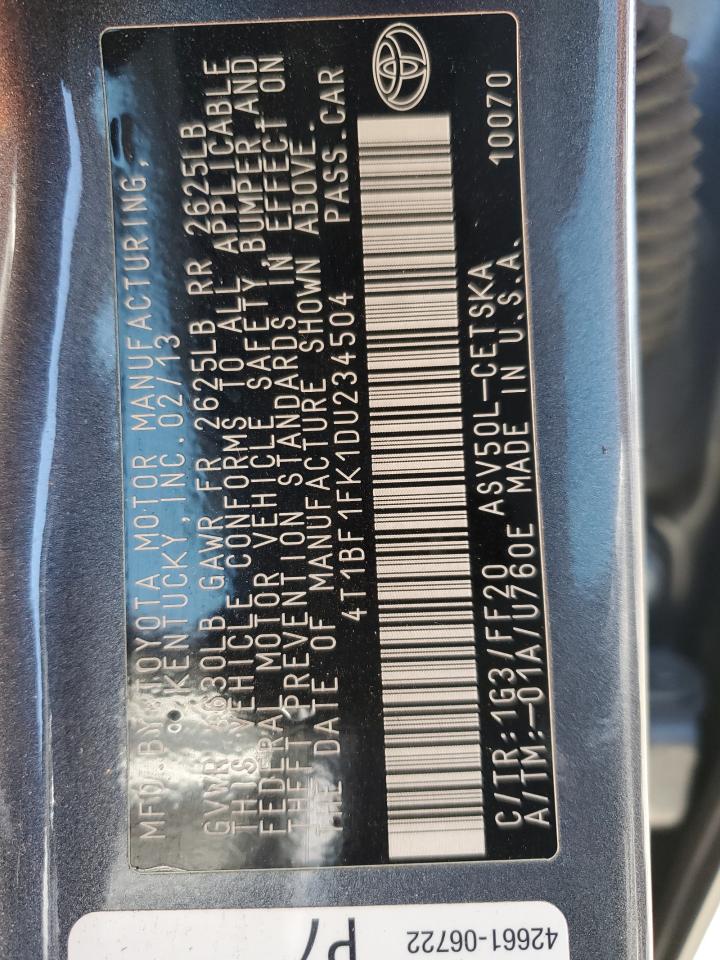 MFD. BY: TOYOTA MOTOR MANUFACTURING,
KENTUCKY, INC. 02/13
GVWR 4630LB GAWR FR 2625LB RR 2625LB
THIS VEHICLE CONFORMS TO ALL APPLICABLE
FEDERAL MOTOR VEHICLE SAFETY, BUMPER AND
THEFT PREVENTION STANDARDS IN EFFECT ON
THE DATE OF MANUFACTURE SHOWN ABOVE.
4T1BF1FK1DU234504 PASS.CAR
C/TR:1G3/FF20 ASV50L-CETSKA 10070
A/TM:-01A/U760E MADE IN U.S.A.
42661-06722